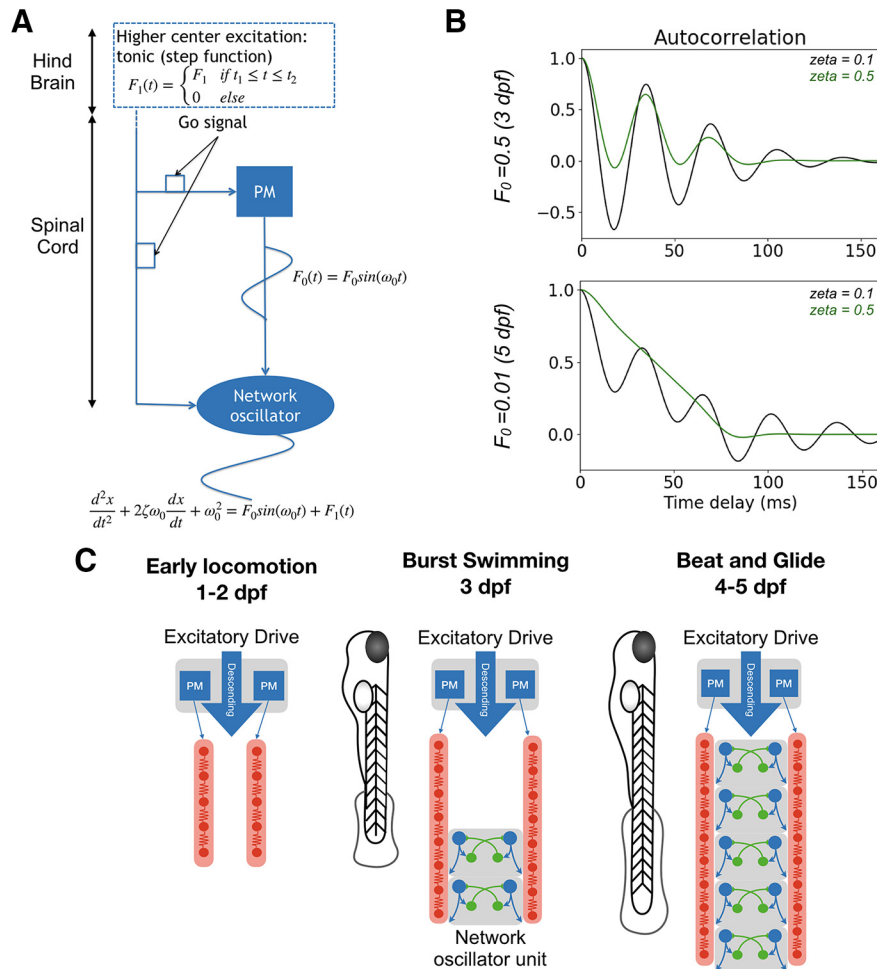 A
Hind
Brain
Higher center excitation:
tonic (step function)
F₁(t) = { F₁ if t₁ ≤ t ≤ t₂
0 else
Go signal
Spinal
Cord
PM
F₀(t) = F₀sin(ω₀t)
Network
oscillator
d²x/dt² + 2ζω₀ dx/dt + ω₀² = F₀sin(ω₀t) + F₁(t)
B
Autocorrelation
F₀ =0.5 (3 dpf)
1.0
0.5
0.0
−0.5
zeta = 0.1
zeta = 0.5
0
50
100
150
F₀ =0.01 (5 dpf)
1.0
0.5
0.0
zeta = 0.1
zeta = 0.5
0
50
100
150
Time delay (ms)
C
Early locomotion
1-2 dpf
Excitatory Drive
PM
Descending
PM
Burst Swimming
3 dpf
Excitatory Drive
PM
Descending
PM
Network
oscillator unit
Beat and Glide
4-5 dpf
Excitatory Drive
PM
Descending
PM